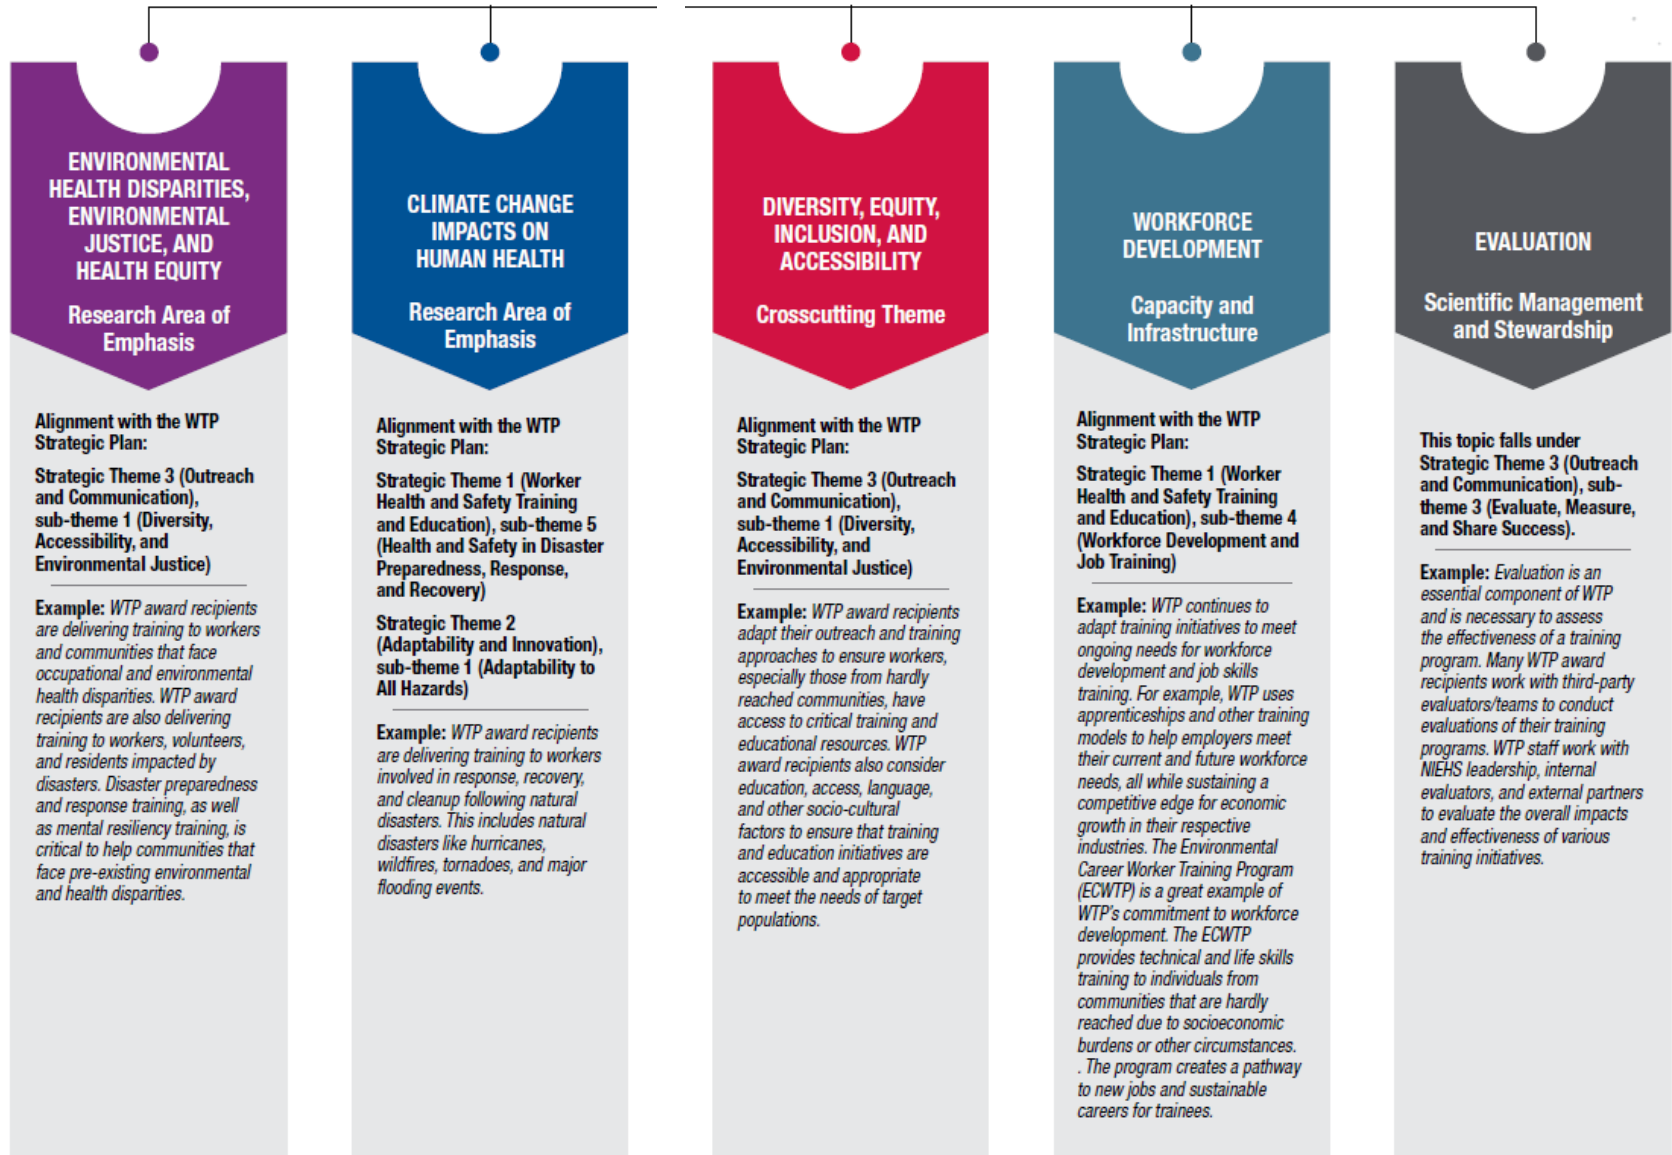 ENVIRONMENTAL
HEALTH DISPARITIES,
ENVIRONMENTAL
JUSTICE, AND
HEALTH EQUITY
Research Area of
Emphasis
Alignment with the WTP
Strategic Plan:
Strategic Theme 3 (Outreach
and Communication),
sub-theme 1 (Diversity,
Accessibility, and
Environmental Justice)
Example: WTP award recipients
are delivering training to workers
and communities that face
occupational and environmental
health disparities. WTP award
recipients are also delivering
training to workers, volunteers,
and residents impacted by
disasters. Disaster preparedness
and response training, as well
as mental resiliency training, is
critical to help communities that
face pre-existing environmental
and health disparities.
CLIMATE CHANGE
IMPACTS ON
HUMAN HEALTH
Research Area of
Emphasis
Alignment with the WTP
Strategic Plan:
Strategic Theme 1 (Worker
Health and Safety Training
and Education), sub-theme 5
(Health and Safety in Disaster
Preparedness, Response,
and Recovery)
Strategic Theme 2
(Adaptability and Innovation),
sub-theme 1 (Adaptability to
All Hazards)
Example: WTP award recipients
are delivering training to workers
involved in response, recovery,
and cleanup following natural
disasters. This includes natural
disasters like hurricanes,
wildfires, tornadoes, and major
flooding events.
DIVERSITY, EQUITY,
INCLUSION, AND
ACCESSIBILITY
Crosscutting Theme
Alignment with the WTP
Strategic Plan:
Strategic Theme 3 (Outreach
and Communication),
sub-theme 1 (Diversity,
Accessibility, and
Environmental Justice)
Example: WTP award recipients
adapt their outreach and training
approaches to ensure workers,
especially those from hardly
reached communities, have
access to critical training and
educational resources. WTP
award recipients also consider
education, access, language,
and other socio-cultural
factors to ensure that training
and education initiatives are
accessible and appropriate
to meet the needs of target
populations.
WORKFORCE
DEVELOPMENT
Capacity and
Infrastructure
Alignment with the WTP
Strategic Plan:
Strategic Theme 1 (Worker
Health and Safety Training
and Education), sub-theme 4
(Workforce Development and
Job Training)
Example: WTP continues to
adapt training initiatives to meet
ongoing needs for workforce
development and job skills
training. For example, WTP uses
apprenticeships and other training
models to help employers meet
their current and future workforce
needs, all while sustaining a
competitive edge for economic
growth in their respective
industries. The Environmental
Career Worker Training Program
(ECWTP) is a great example of
WTP's commitment to workforce
development. The ECWTP
provides technical and life skills
training to individuals from
communities that are hardly
reached due to socioeconomic
burdens or other circumstances.
. The program creates a pathway
to new jobs and sustainable
careers for trainees.
EVALUATION
Scientific Management
and Stewardship
This topic falls under
Strategic Theme 3 (Outreach
and Communication), sub-
theme 3 (Evaluate, Measure,
and Share Success).
Example: Evaluation is an
essential component of WTP
and is necessary to assess
the effectiveness of a training
program. Many WTP award
recipients work with third-party
evaluators/teams to conduct
evaluations of their training
programs. WTP staff work with
NIEHS leadership, internal
evaluators, and external partners
to evaluate the overall impacts
and effectiveness of various
training initiatives.